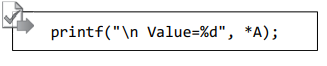 printf("\n Value=%d", *A);